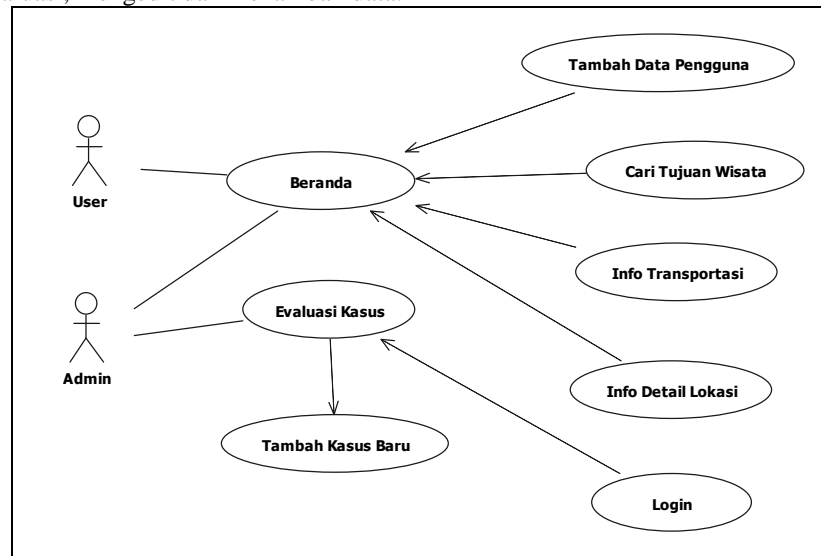 Tambah Data Pengguna
Cari Tujuan Wisata
User
Beranda
Info Transportasi
Evaluasi Kasus
Admin
Info Detail Lokasi
Tambah Kasus Baru
Login